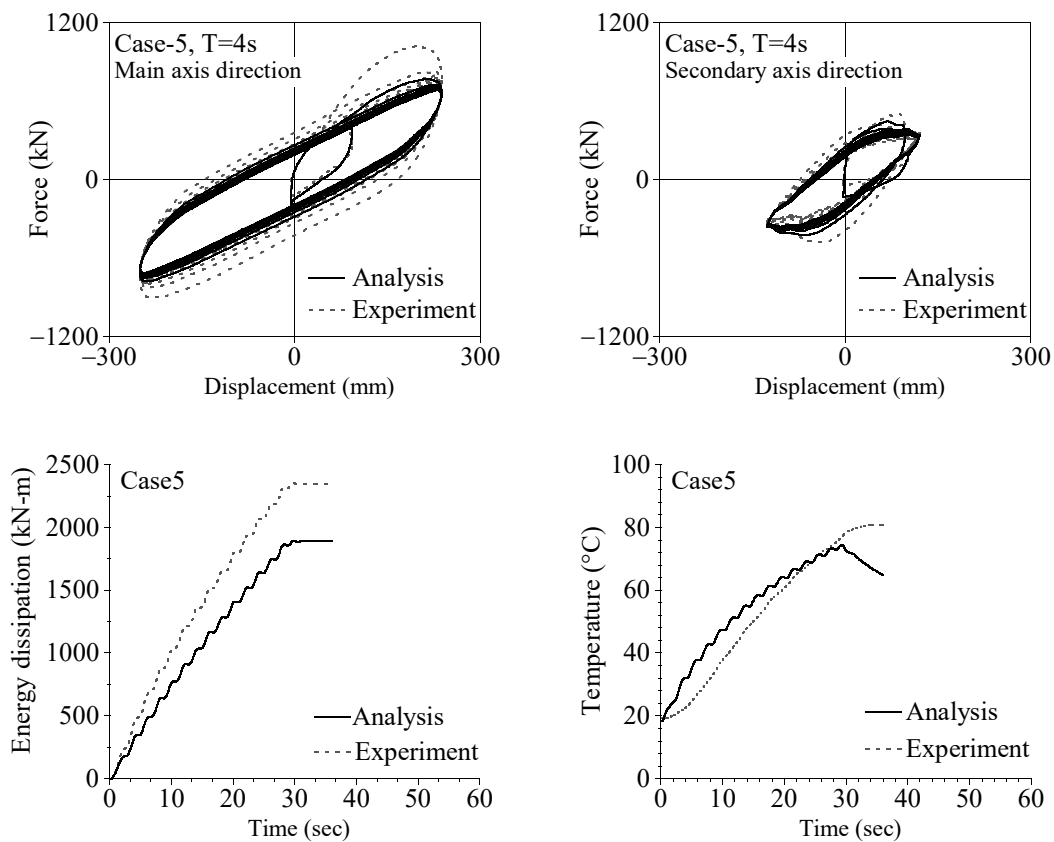 1200
Case-5, T=4s
Main axis direction
Force (kN)
0
Analysis
Experiment
−1200
−300
0
300
Displacement (mm)
1200
Case-5, T=4s
Secondary axis direction
Force (kN)
0
Analysis
Experiment
−1200
−300
0
300
Displacement (mm)
2500
Case5
2000
1500
1000
500
0
Energy dissipation (kN-m)
Analysis
Experiment
0
10
20
30
40
50
60
Time (sec)
100
Case5
80
60
40
20
0
Temperature (°C)
Analysis
Experiment
0
10
20
30
40
50
60
Time (sec)